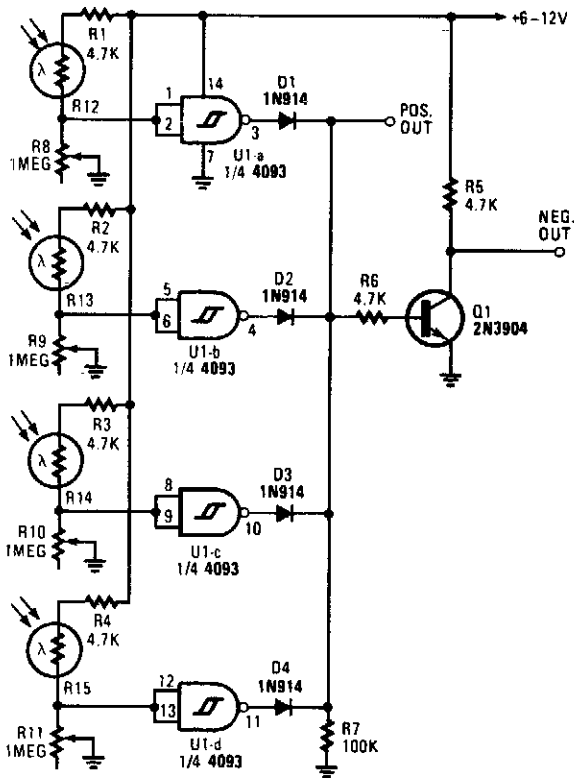 R1
4.7K
+6-12V
λ
R12
14
1
2
3
7
D1
1N914
POS.
OUT
R8
1MEG
U1-a
1/4 4093
R5
4.7K
NEG.
OUT
R2
4.7K
λ
R13
5
6
4
D2
1N914
R6
4.7K
Q1
2N3904
R9
1MEG
U1-b
1/4 4093
R3
4.7K
λ
R14
8
9
10
D3
1N914
R10
1MEG
U1-c
1/4 4093
R4
4.7K
λ
R15
12
13
11
D4
1N914
R11
1MEG
U1-d
1/4 4093
R7
100K